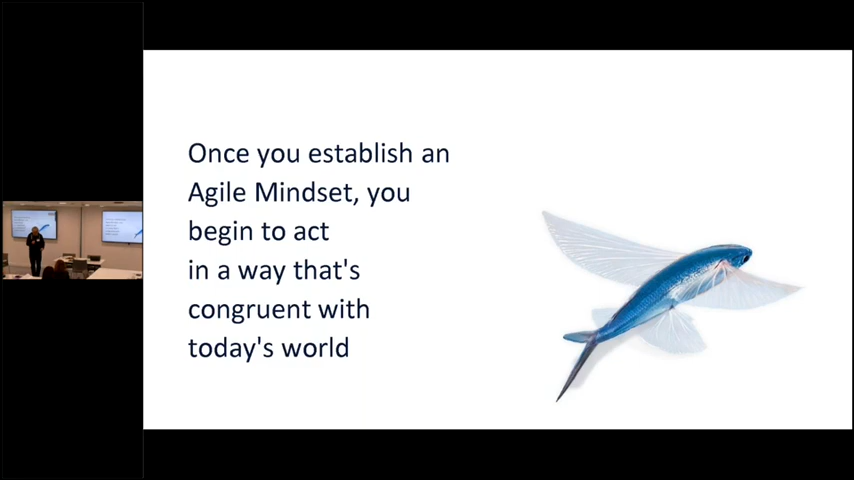 Once you establish an
Agile Mindset, you
begin to act
in a way that's
congruent with
today's world